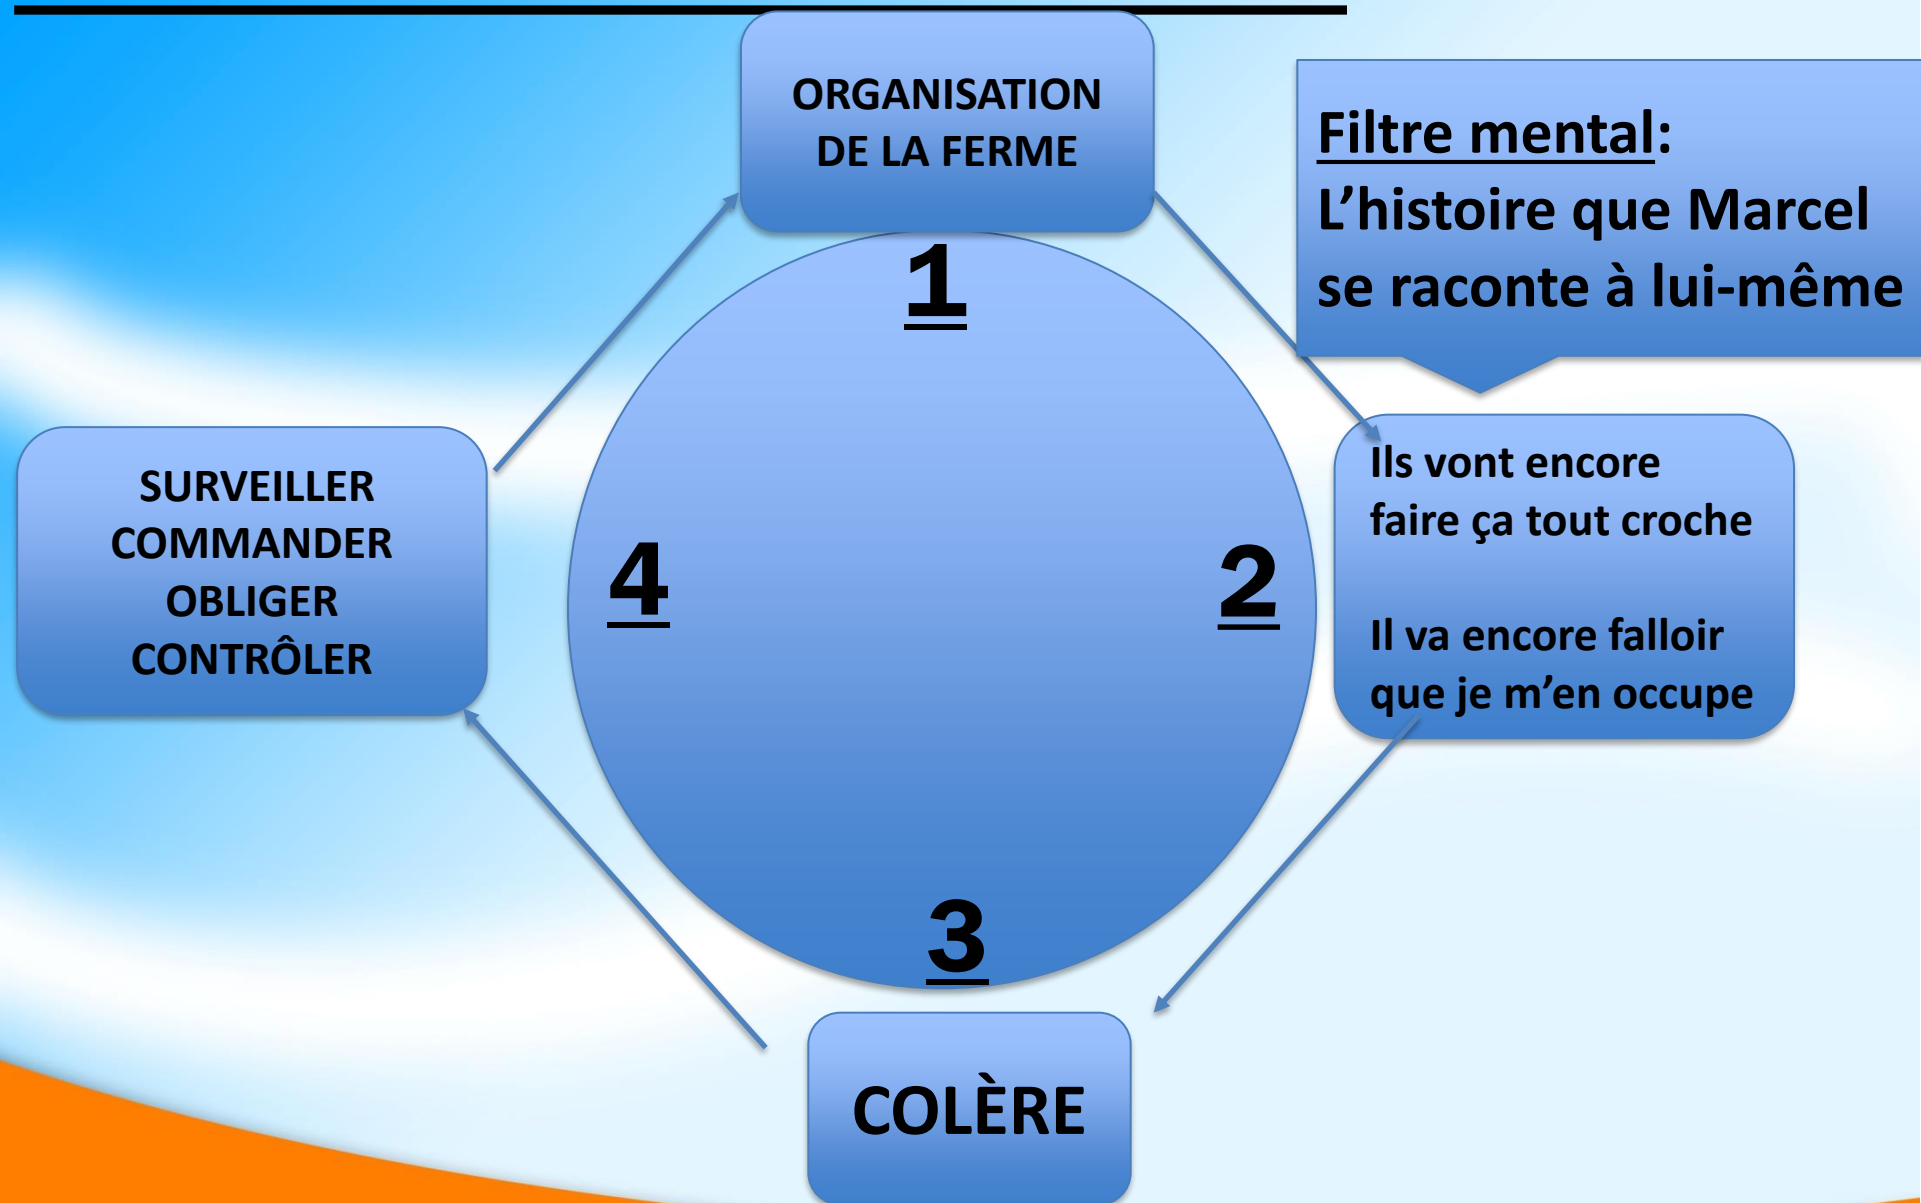 ORGANISATION
DE LA FERME
Filtre mental:
L’histoire que Marcel
se raconte à lui-même
1
Ils vont encore
faire ça tout croche
Il va encore falloir
que je m’en occupe
2
3
COLÈRE
4
SURVEILLER
COMMANDER
OBLIGER
CONTRÔLER